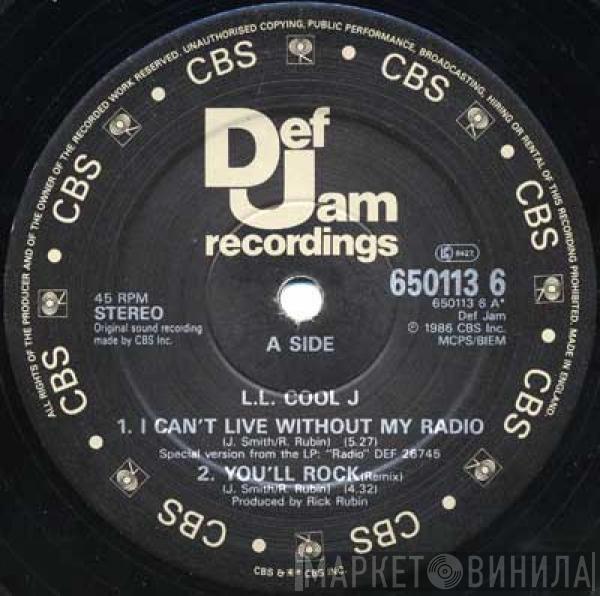 ALL RIGHTS OF THE PRODUCER AND OF THE OWNER OF THE RECORDED WORK RESERVED. UNAUTHORISED COPYING, PUBLIC PERFORMANCE, BROADCASTING, HIRING OR RENTAL OF THIS RECORDING PROHIBITED. MADE IN ENGLAND.
CBS
CBS
CBS
CBS
CBS
CBS
CBS
CBS
Def
Jam
recordings
8427
45 RPM
STEREO
Original sound recording
made by CBS Inc.
A SIDE
650113 6
650113 6 A*
Def Jam
℗ 1986 CBS Inc.
MCPS/BIEM
L.L. COOL J
1. I CAN'T LIVE WITHOUT MY RADIO
(J. Smith/R. Rubin) (5.27)
Special version from the LP: "Radio" DEF 26745
2. YOU'LL ROCK (Remix)
(J. Smith/R. Rubin) (4.32)
Produced by Rick Rubin
CBS & CBS INC.
МАРКЕТ ВИНИЛА